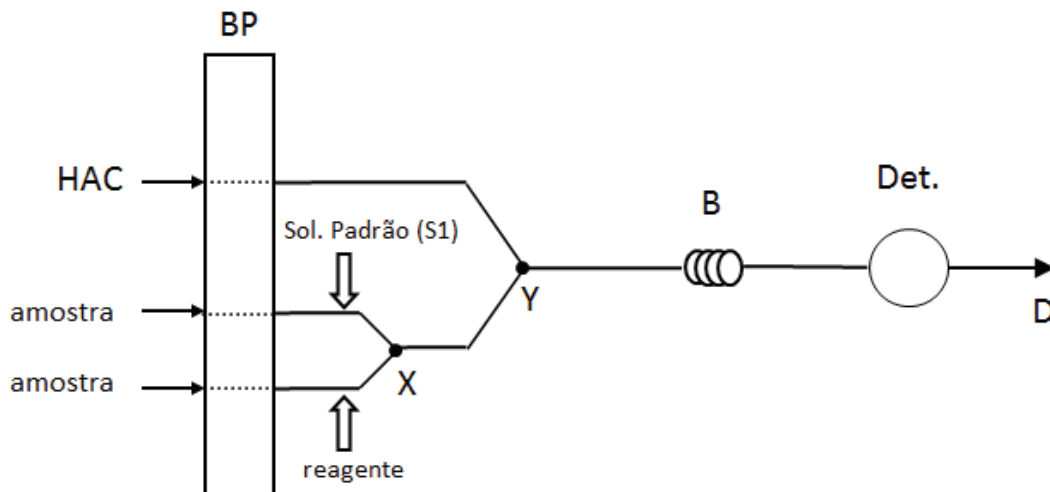 BP
HAC
Det.
B
Sol. Padrão (S1)
Y
amostra
D
X
amostra
reagente